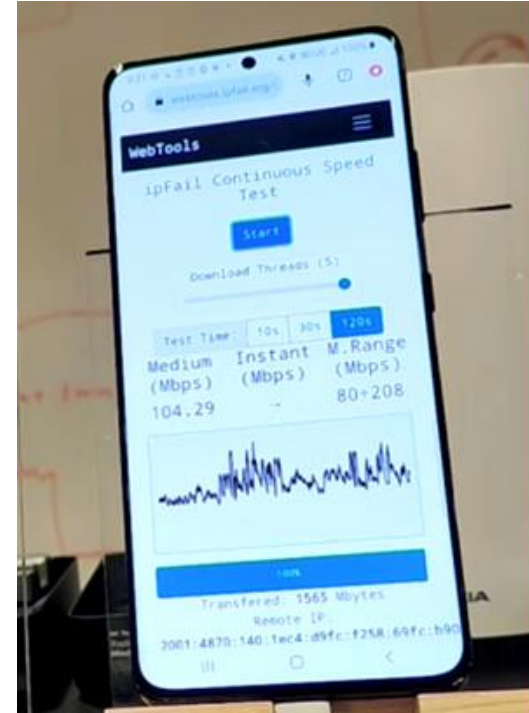 WebTools
ipFail Continuous Speed
Test
Start
Download Threads (5)
Test Time: 10s 30s 120s
Medium Instant M.Range
(Mbps) (Mbps) (Mbps)
104.29 - 80÷208
100%
Transfered: 1565 Mbytes
Remote IP:
2001:4870:140:1mc4:d9fc:f258:69fc:b90